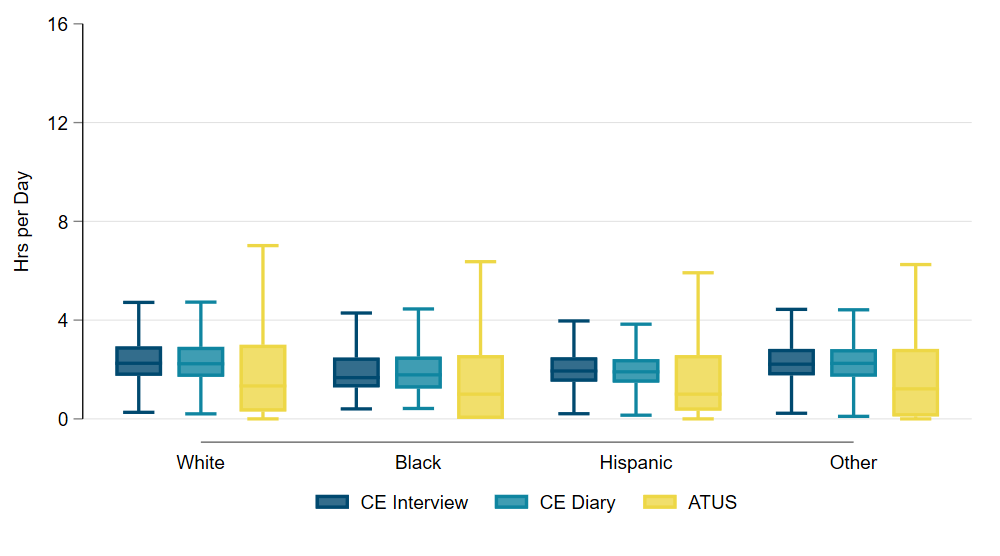 16
12
8
4
0
Hrs per Day
White Black Hispanic Other
CE Interview CE Diary ATUS